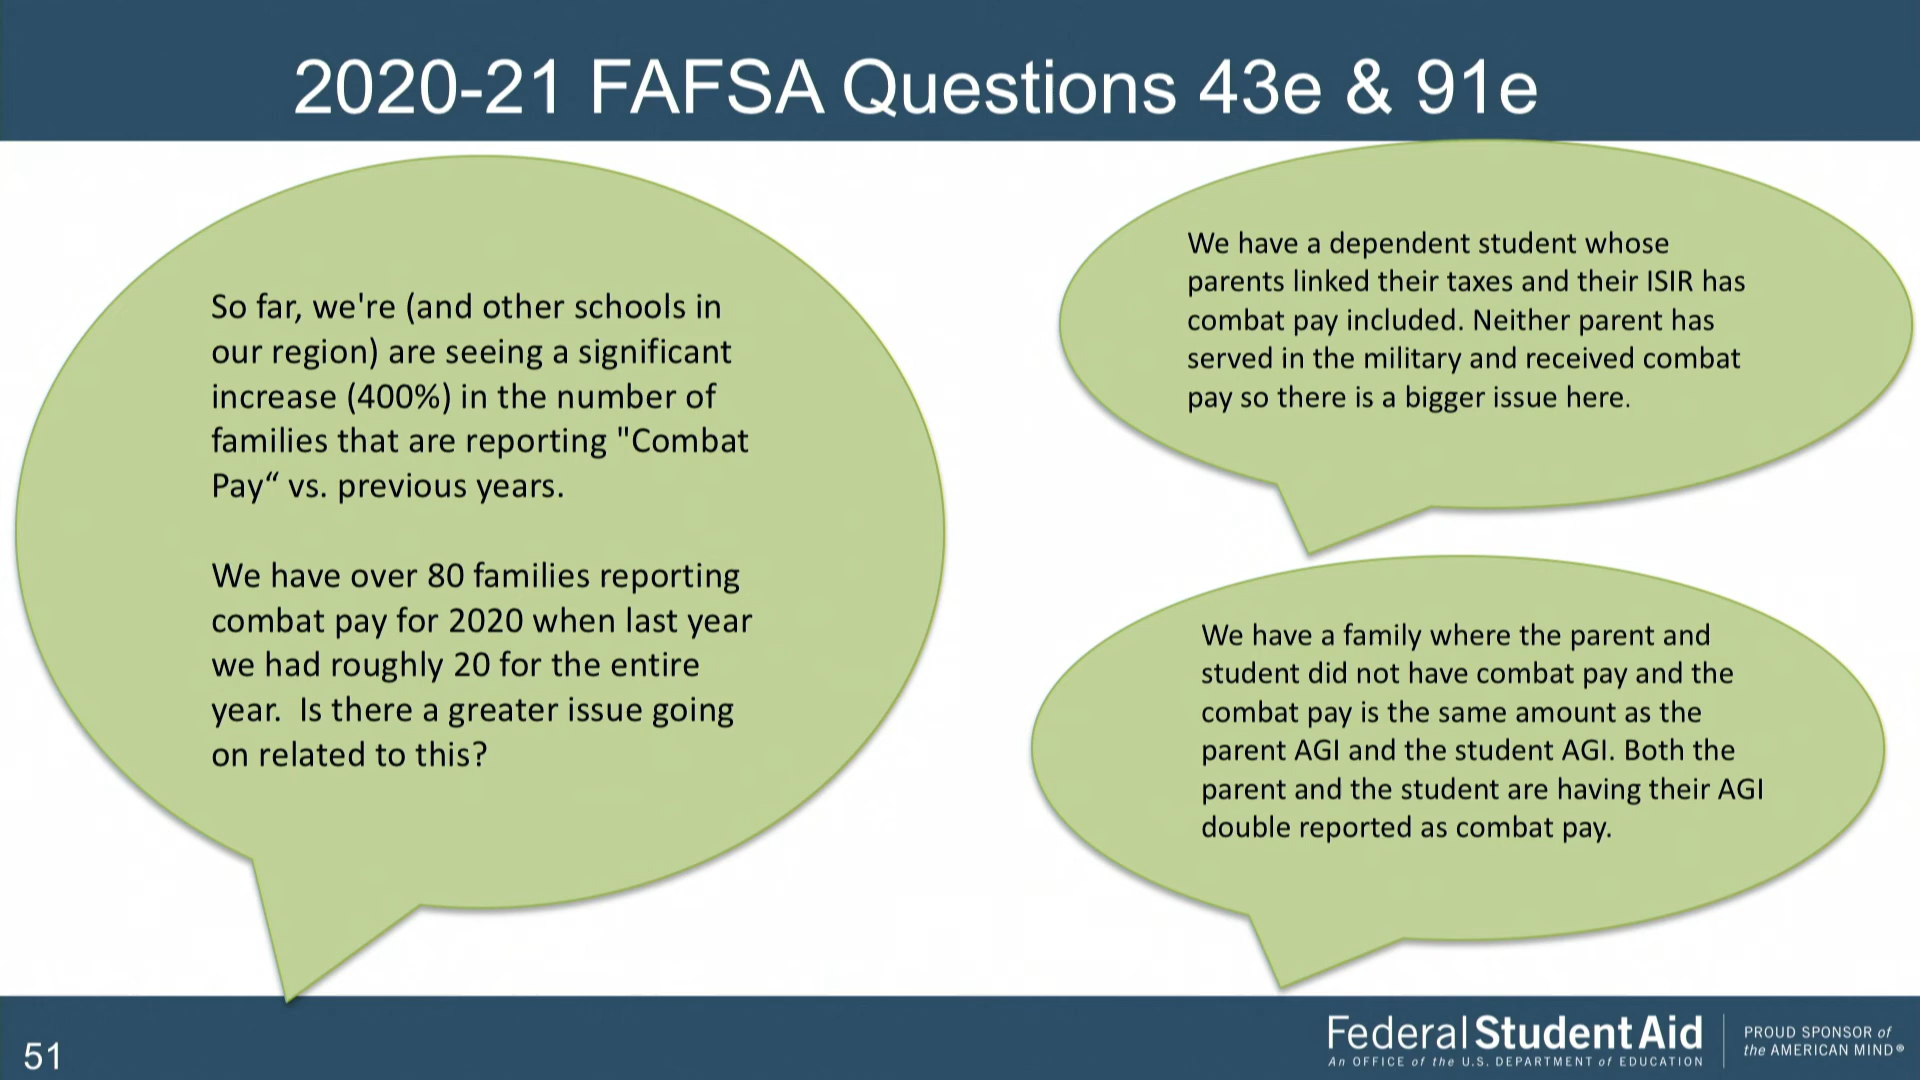 2020-21 FAFSA Questions 43e & 91e
So far, we're (and other schools in
our region) are seeing a significant
increase (400%) in the number of
families that are reporting "Combat
Pay“ vs. previous years.
We have over 80 families reporting
combat pay for 2020 when last year
we had roughly 20 for the entire
year.  Is there a greater issue going
on related to this?
We have a dependent student whose
parents linked their taxes and their ISIR has
combat pay included. Neither parent has
served in the military and received combat
pay so there is a bigger issue here.
We have a family where the parent and
student did not have combat pay and the
combat pay is the same amount as the
parent AGI and the student AGI. Both the
parent and the student are having their AGI
double reported as combat pay.
51
Federal Student Aid
An OFFICE of the U.S. DEPARTMENT of EDUCATION
PROUD SPONSOR of
the AMERICAN MIND®